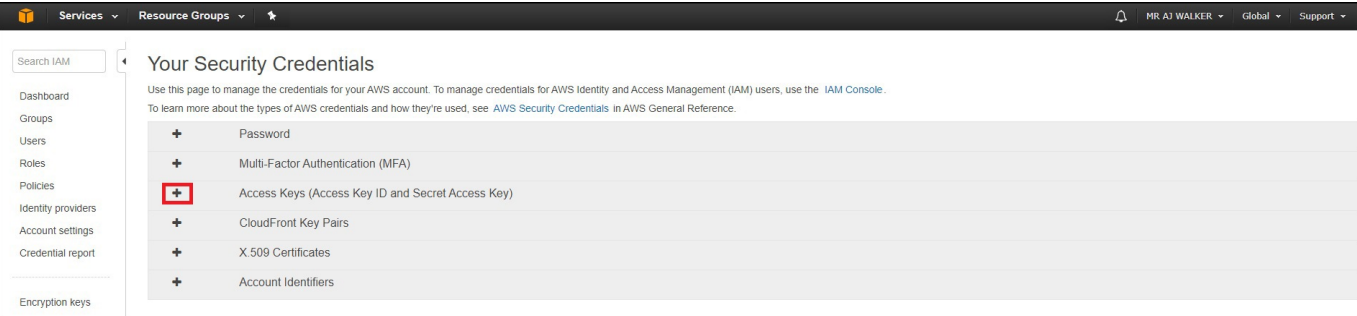 Services Resource Groups MR AJ WALKER Global Support
Search IAM
Dashboard
Groups
Users
Roles
Policies
Identity providers
Account settings
Credential report
Encryption keys
Your Security Credentials
Use this page to manage the credentials for your AWS account. To manage credentials for AWS Identity and Access Management (IAM) users, use the IAM Console.
To learn more about the types of AWS credentials and how they're used, see AWS Security Credentials in AWS General Reference.
Password
Multi-Factor Authentication (MFA)
Access Keys (Access Key ID and Secret Access Key)
CloudFront Key Pairs
X.509 Certificates
Account Identifiers